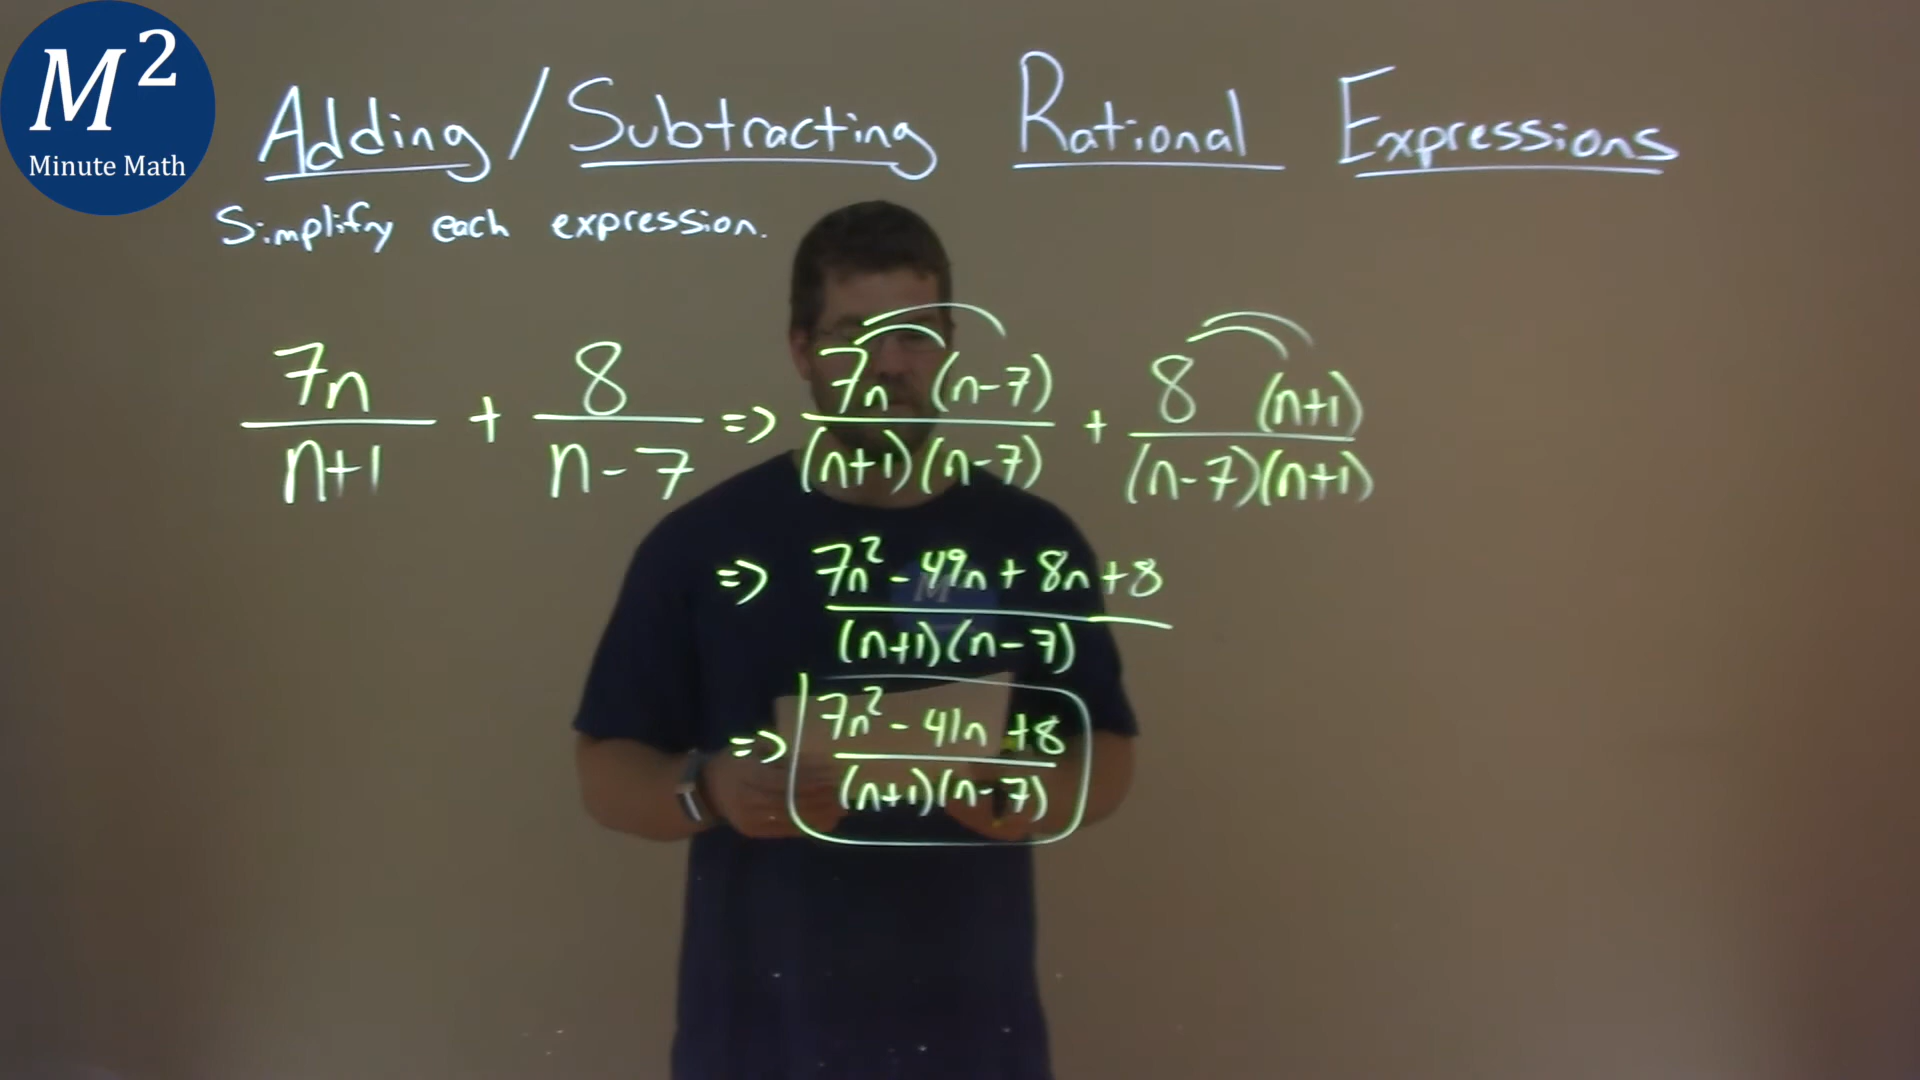 M²
Minute Math
Adding / Subtracting Rational Expressions
Simplify each expression.
7n/(n+1) + 8/(n-7) => 7n(n-7)/(n+1)(n-7) + 8(n+1)/(n-7)(n+1)
=> 7n² - 49n + 8n + 8/(n+1)(n-7)
=> 7n² - 41n + 8/(n+1)(n-7)